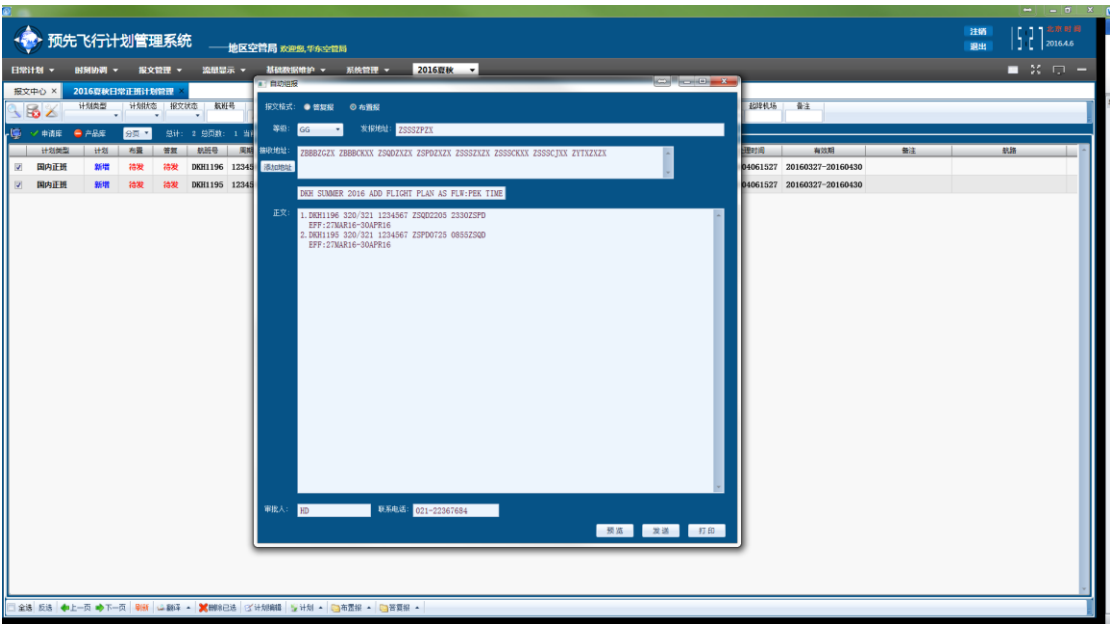 预先飞行计划管理系统 ——地区空管局 欢迎您,华东空管局
注销
退出
15:27
北京时间
2016.4.6
日常计划 时刻协调 报文管理 流量显示 基础数据维护 系统管理 2016夏秋
报文中心 × 2016夏秋日常正班计划管理 ×
计划类型 计划状态 报文状态 航班号 起降机场 备注
申请库 产品库 分页 总计: 2 总页数: 1 当前
计划类型 计划 布置 答复 航班号 周期 有效期 备注 航路
国内正班 新增 待发 待发 DKH1196 12345 04061527 20160327-20160430
国内正班 新增 待发 待发 DKH1195 12345 04061527 20160327-20160430
自动组报
报文格式: 答复报 布置报
等级: GG 发报地址: ZSSSZPZX
接收地址: ZBBBZGZX ZBBBCKXX ZSQDZXZX ZSPDZXZX ZSSSZXZX ZSSSCKXX ZSSSCJXX ZYTXZXZX
添加地址
DKH SUMMER 2016 ADD FLIGHT PLAN AS FLW:PEK TIME
正文: 1.DKH1196 320/321 1234567 ZSQD2205 2330ZSPD
EFF:27MAR16-30APR16
2.DKH1195 320/321 1234567 ZSPD0725 0855ZSQD
EFF:27MAR16-30APR16
审批人: HD 联系电话: 021-22367684
预览 发送 打印
全选 反选 上一页 下一页 刷新 翻译 删除已选 计划编辑 计划 布置报 答复报